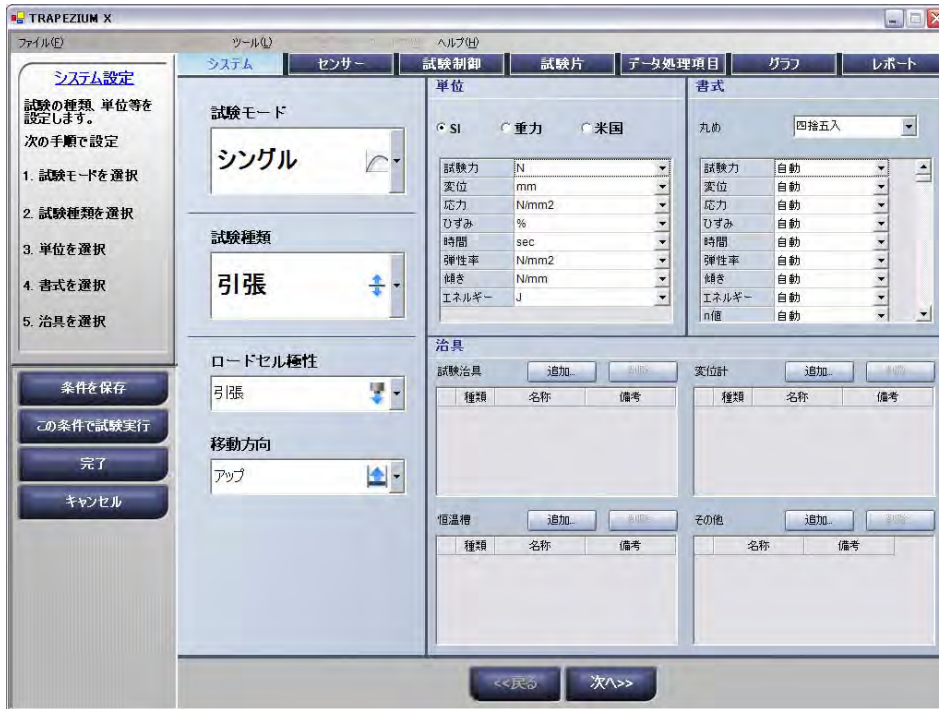 TRAPEZIUM X
ファイル(F) ツール(L) ヘルプ(H)
システム センサー 試験制御 試験片 データ処理項目 グラフ レポート
システム設定
試験の種類、単位等を
設定します。
次の手順で設定
1. 試験モードを選択
2. 試験種類を選択
3. 単位を選択
4. 書式を選択
5. 治具を選択
条件を保存
この条件で試験実行
完了
キャンセル
試験モード
シングル
試験種類
引張
ロードセル極性
引張
移動方向
アップ
単位
SI 重力 米国
試験力 N
変位 mm
応力 N/mm2
ひずみ %
時間 sec
弾性率 N/mm2
傾き N/mm
エネルギー J
書式
丸め 四捨五入
試験力 自動
変位 自動
応力 自動
ひずみ 自動
時間 自動
弾性率 自動
傾き 自動
エネルギー 自動
n値 自動
治具
試験治具 追加... 削除
種類 名称 備考
変位計 追加... 削除
種類 名称 備考
恒温槽 追加... 削除
種類 名称 備考
その他 追加... 削除
名称 備考
<<戻る 次へ>>